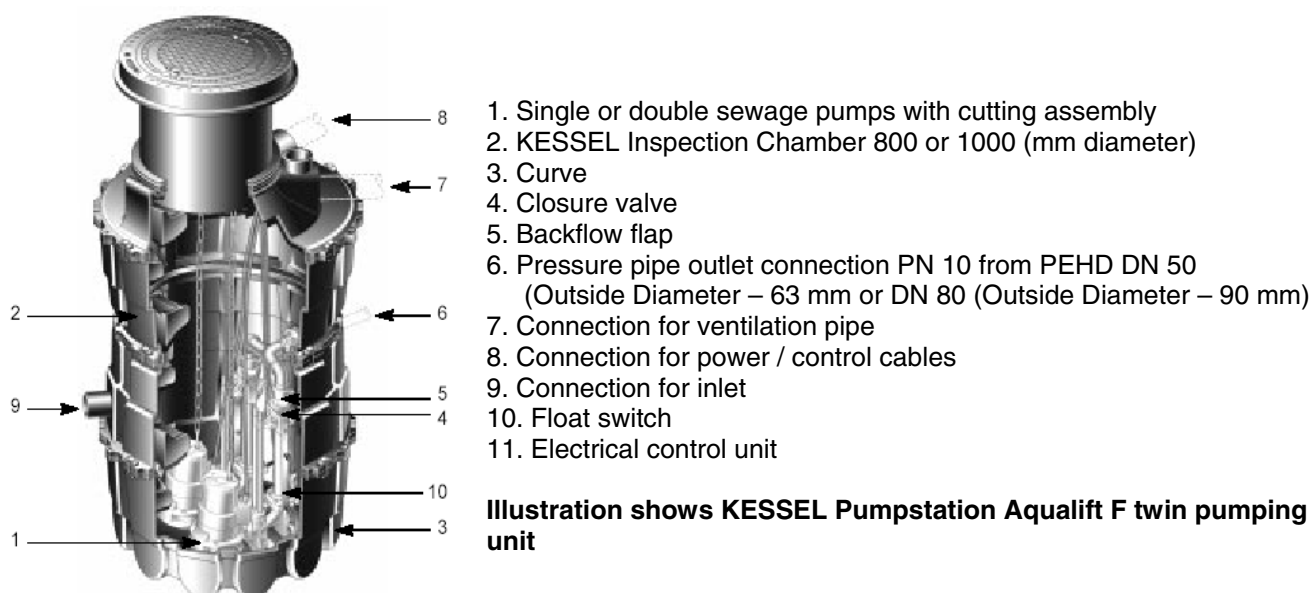 8
7
2
6
5
4
9
10
3
1
1. Single or double sewage pumps with cutting assembly
2. KESSEL Inspection Chamber 800 or 1000 (mm diameter)
3. Curve
4. Closure valve
5. Backflow flap
6. Pressure pipe outlet connection PN 10 from PEHD DN 50
(Outside Diameter – 63 mm or DN 80 (Outside Diameter – 90 mm)
7. Connection for ventilation pipe
8. Connection for power / control cables
9. Connection for inlet
10. Float switch
11. Electrical control unit
Illustration shows KESSEL Pumpstation Aqualift F twin pumping
unit